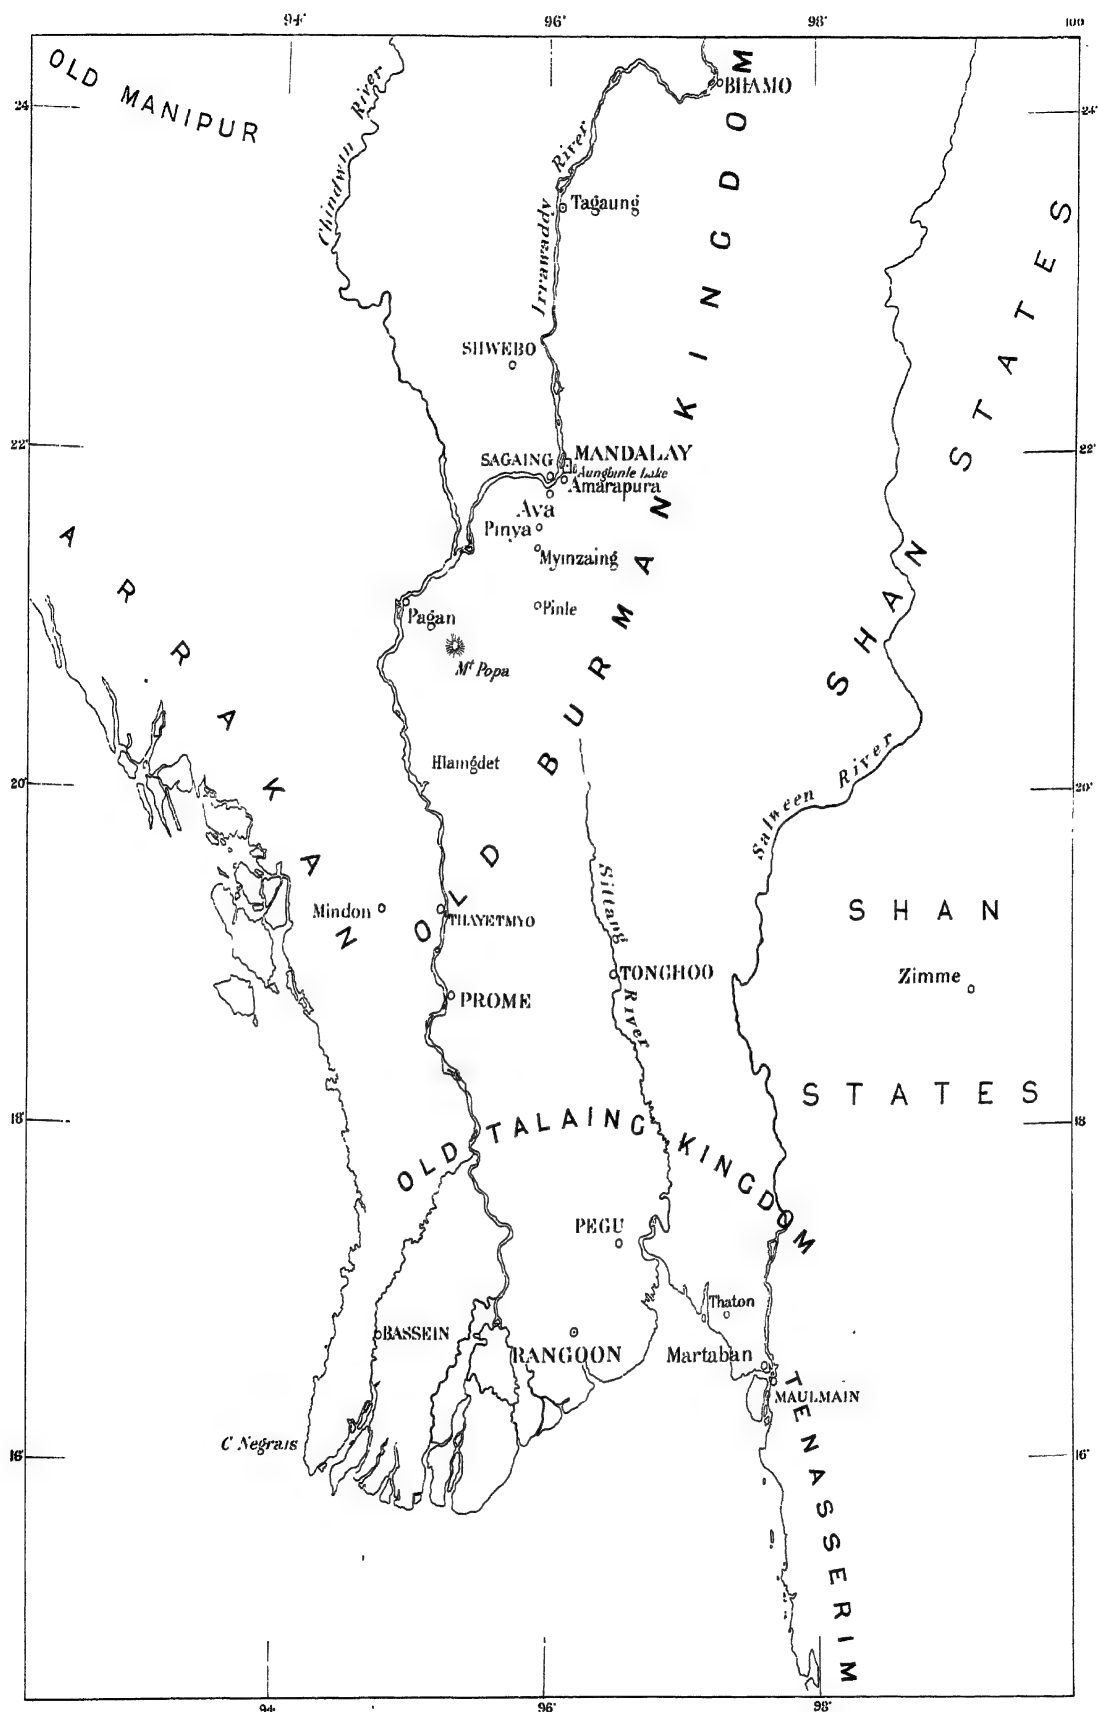 94°
96°
98°
100
OLD MANIPUR
Chindwin River
24°
BHAMO
24°
Irrawaddy River
Tagaung
SHWEBO
22°
SAGAING
MANDALAY
Aungbinle Lake
Amarapura
22°
Ava
Pinya
Myinzaing
Pinle
Pagan
Mt Popa
ARRAKAN
OLD BURMAN KINGDOM
SHAN STATES
Hlaingdet
20°
20°
Salween River
Sittang River
Mindon
THAYETMYO
SHAN
TONGHOO
Zimme
PROME
STATES
18°
18°
OLD TALAING KINGDOM
PEGU
Thaton
BASSEIN
RANGOON
Martaban
MAULMAIN
TENASSERIM
C Negrais
16°
16°
94°
96°
98°